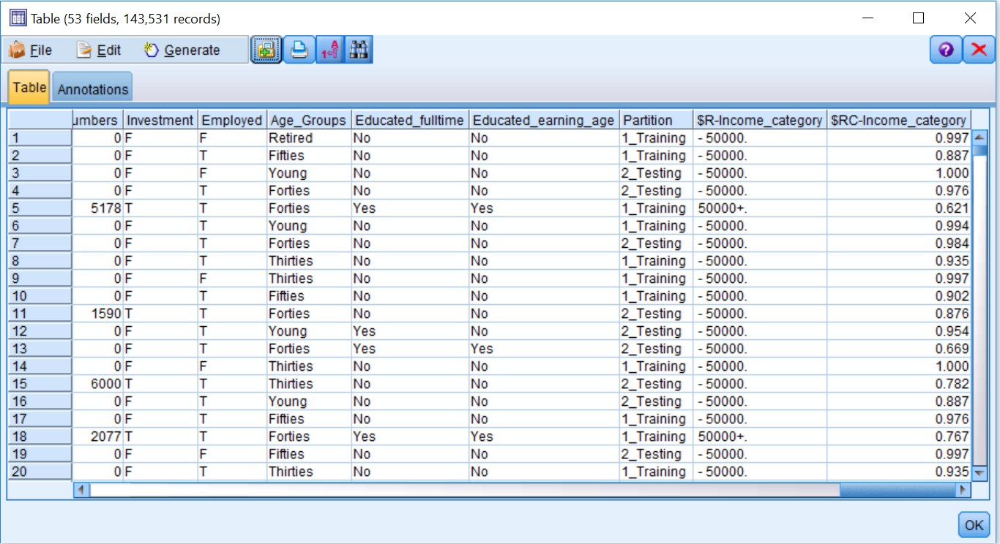 Table (53 fields, 143,531 records)
File Edit Generate
Table Annotations
umbers Investment Employed Age_Groups Educated_fulltime Educated_earning_age Partition $R-Income_category $RC-Income_category
1 0 F F Retired No No 1_Training - 50000. 0.997
2 0 F T Fifties No No 1_Training - 50000. 0.887
3 0 F F Young No No 2_Testing - 50000. 1.000
4 0 F T Forties No No 2_Testing - 50000. 0.976
5 5178 T T Forties Yes Yes 1_Training 50000+. 0.621
6 0 F T Young No No 1_Training - 50000. 0.994
7 0 F T Forties No No 2_Testing - 50000. 0.984
8 0 F T Thirties No No 1_Training - 50000. 0.935
9 0 F F Thirties No No 1_Training - 50000. 0.997
10 0 F T Fifties No No 1_Training - 50000. 0.902
11 1590 T T Forties No No 2_Testing - 50000. 0.876
12 0 F T Young Yes No 2_Testing - 50000. 0.954
13 0 F T Forties Yes Yes 2_Testing - 50000. 0.669
14 0 F F Thirties No No 1_Training - 50000. 1.000
15 6000 T T Thirties No No 2_Testing - 50000. 0.782
16 0 F T Young No No 2_Testing - 50000. 0.887
17 0 F T Fifties No No 1_Training - 50000. 0.976
18 2077 T T Forties Yes Yes 1_Training 50000+. 0.767
19 0 F F Fifties No No 2_Testing - 50000. 0.997
20 0 F T Thirties No No 1_Training - 50000. 0.935
OK